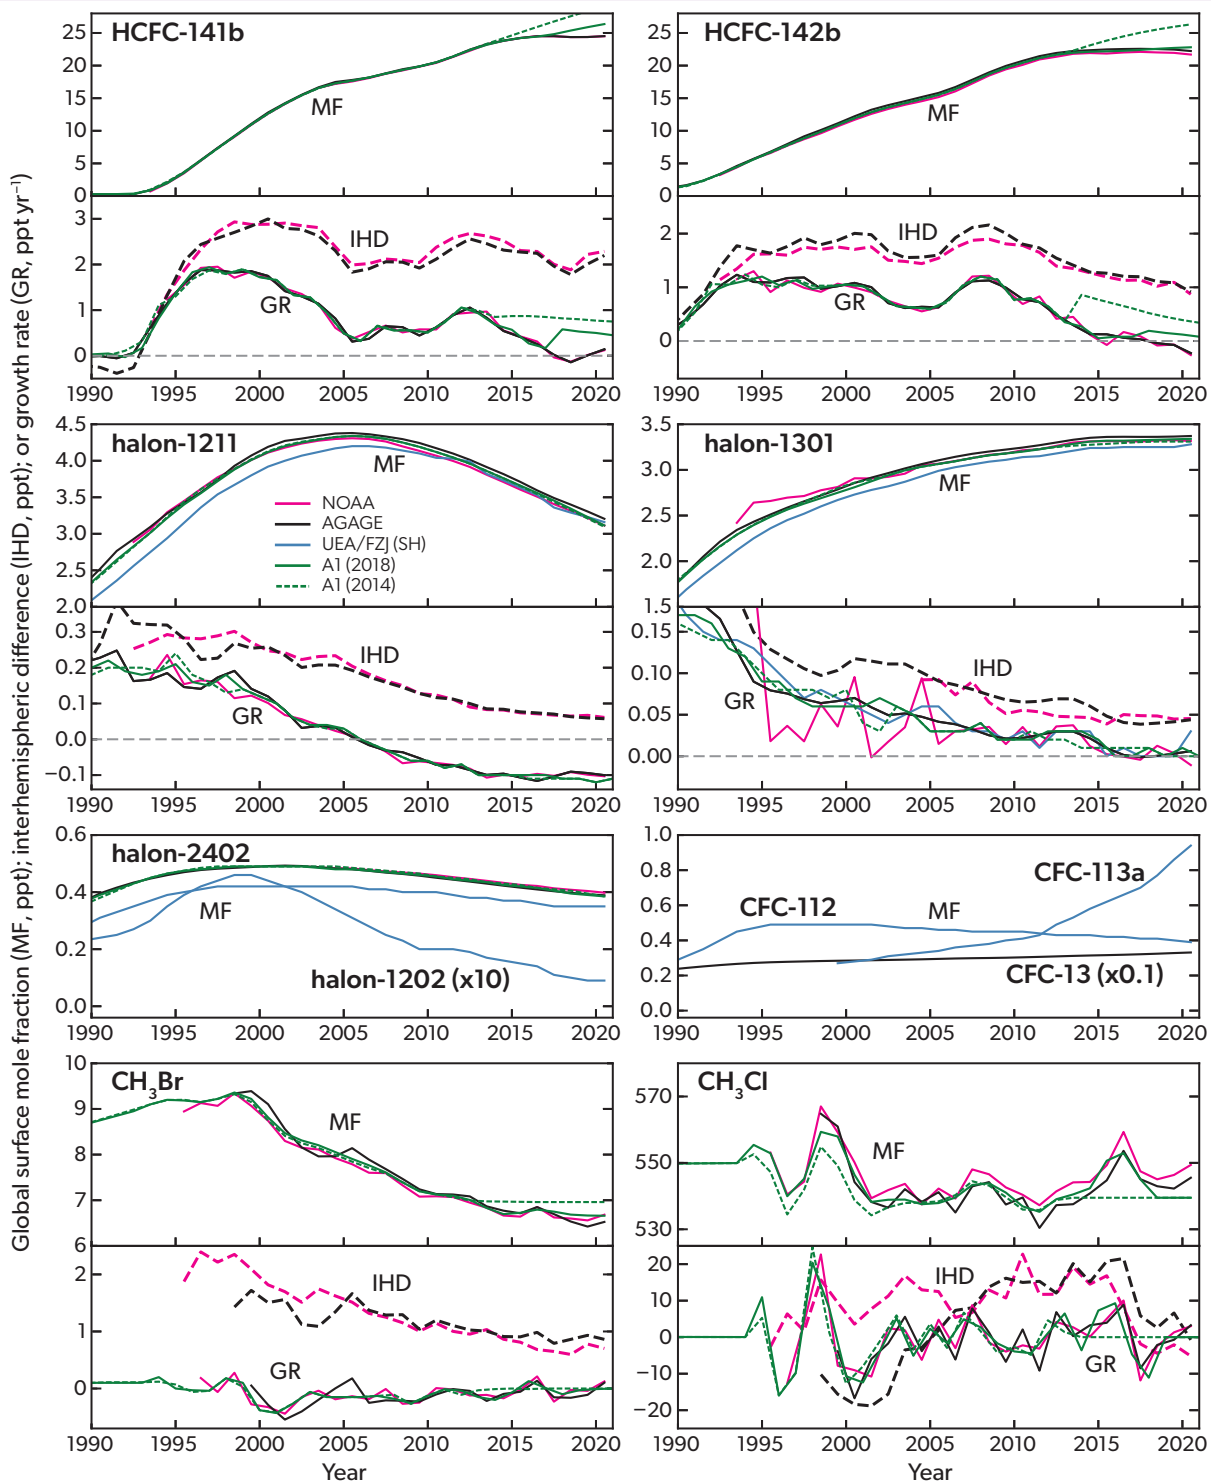 Global surface mole fraction (MF, ppt); interhemispheric difference (IHD, ppt); or growth rate (GR, ppt yr⁻¹)
HCFC-141b
25
20
15
10
5
0
MF
3
2
1
0
IHD
GR
1990 1995 2000 2005 2010 2015 2020
HCFC-142b
25
20
15
10
5
0
MF
2
1
0
IHD
GR
1990 1995 2000 2005 2010 2015 2020
halon-1211
4.5
4.0
3.5
3.0
2.5
2.0
MF
NOAA
AGAGE
UEA/FZJ (SH)
A1 (2018)
A1 (2014)
0.3
0.2
0.1
0.0
−0.1
IHD
GR
1990 1995 2000 2005 2010 2015 2020
halon-1301
3.5
3.0
2.5
2.0
1.5
MF
0.15
0.10
0.05
0.00
IHD
GR
1990 1995 2000 2005 2010 2015 2020
halon-2402
0.6
0.4
0.2
0.0
MF
halon-1202 (x10)
1990 1995 2000 2005 2010 2015 2020
1.0
0.8
0.6
0.4
0.2
0.0
CFC-113a
CFC-112
MF
CFC-13 (x0.1)
1990 1995 2000 2005 2010 2015 2020
CH₃Br
10
9
8
7
6
MF
2
1
0
IHD
GR
1990 1995 2000 2005 2010 2015 2020
Year
CH₃Cl
570
550
530
MF
20
10
0
−10
−20
IHD
GR
1990 1995 2000 2005 2010 2015 2020
Year